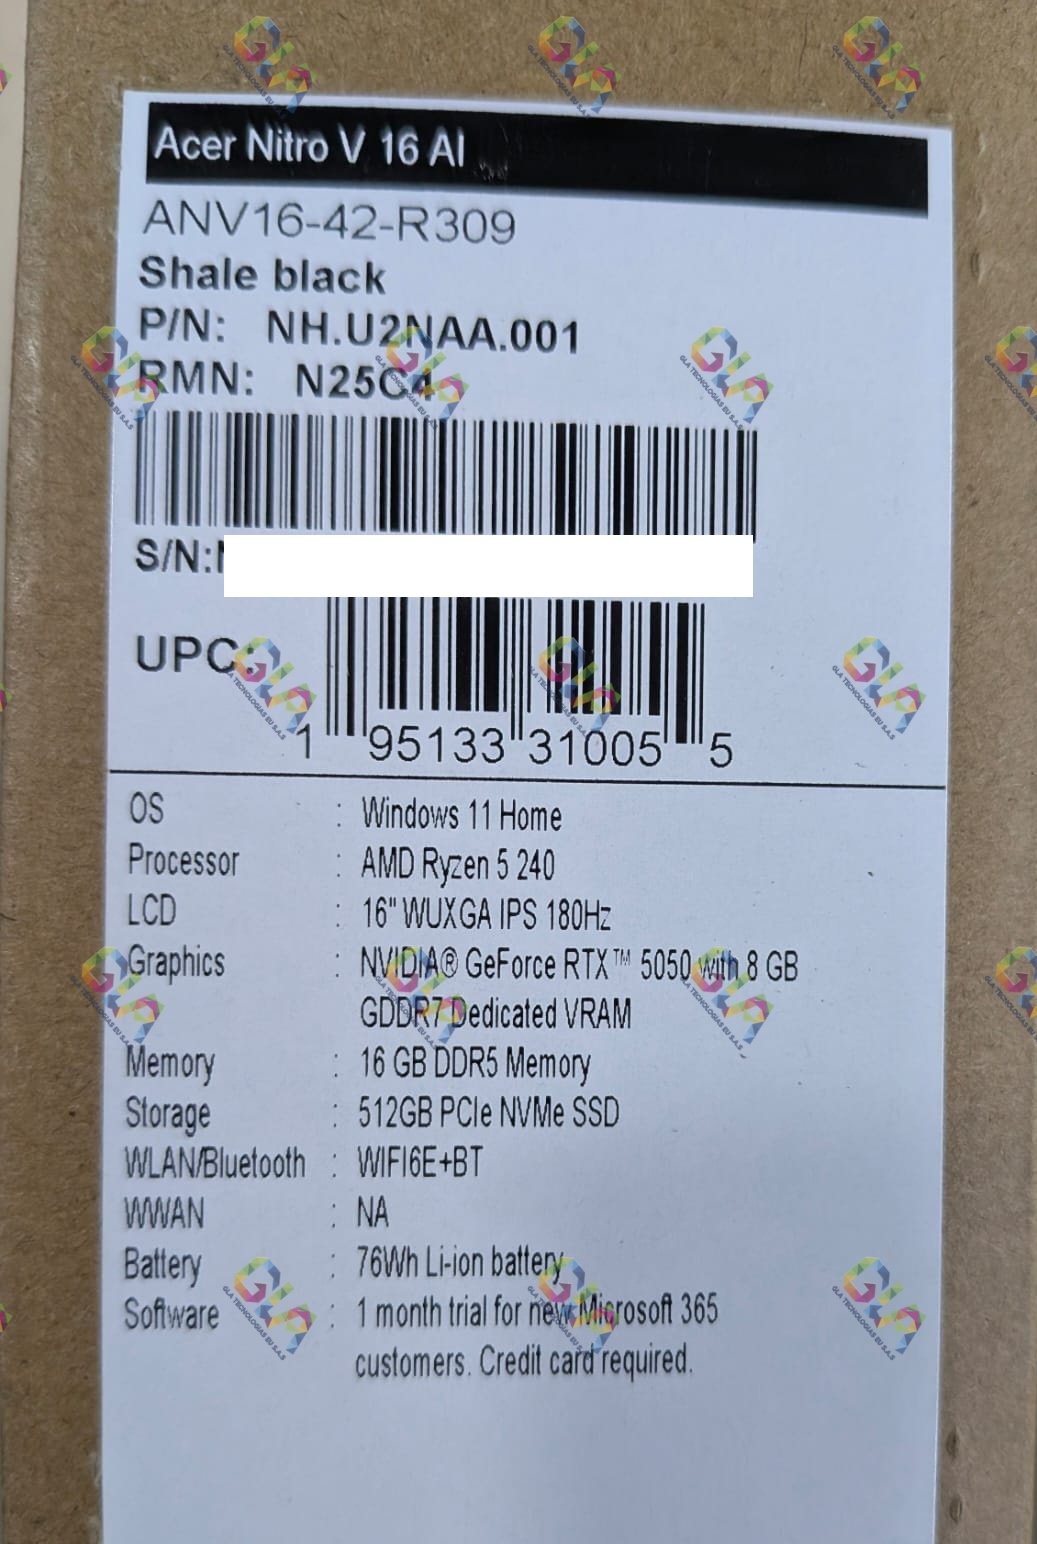 Acer Nitro V 16 AI
ANV16-42-R309
Shale black
P/N: NH.U2NAA.001
RMN: N25C4
S/N:
UPC:
1 95133 31005 5
OS : Windows 11 Home
Processor : AMD Ryzen 5 240
LCD : 16" WUXGA IPS 180Hz
Graphics : NVIDIA® GeForce RTX™ 5050 with 8 GB
GDDR7 Dedicated VRAM
Memory : 16 GB DDR5 Memory
Storage : 512GB PCIe NVMe SSD
WLAN/Bluetooth : WIFI6E+BT
WWAN : NA
Battery : 76Wh Li-ion battery
Software : 1 month trial for new Microsoft 365
customers. Credit card required.
GLA
GLA TECNOLOGIAS EU S.A.S